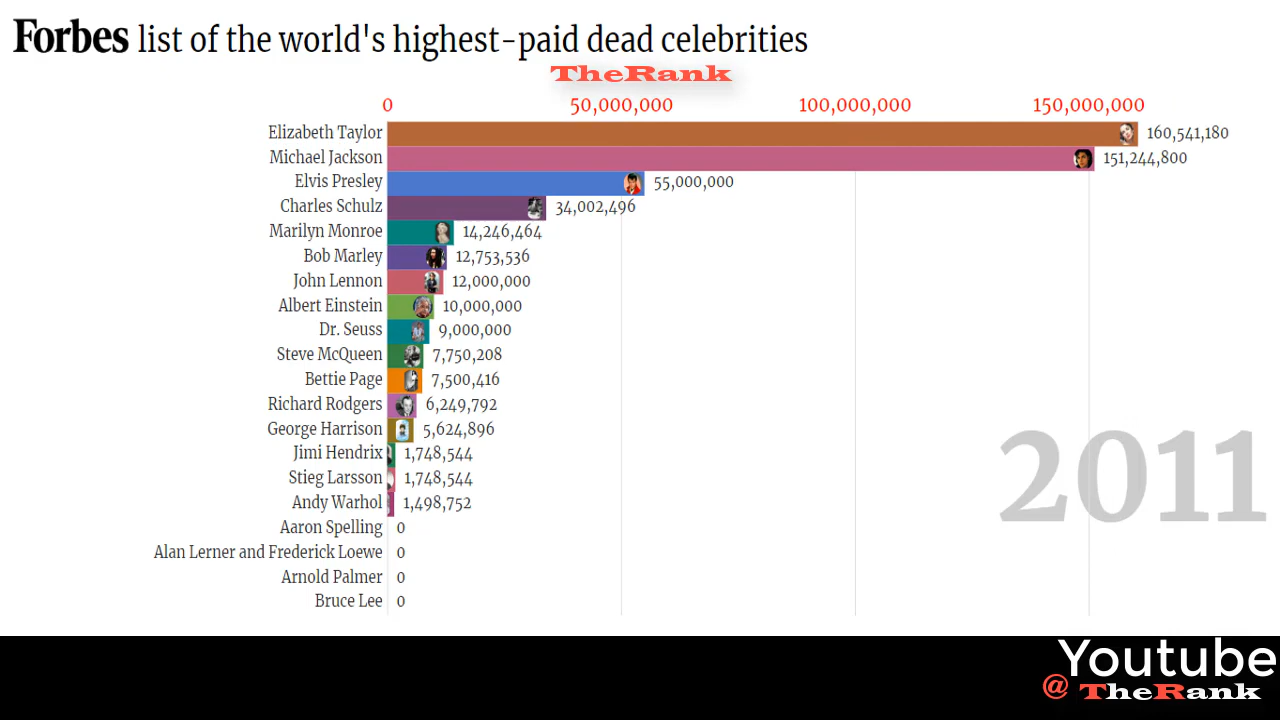 Forbes list of the world's highest-paid dead celebrities
TheRank
0 50,000,000 100,000,000 150,000,000
Elizabeth Taylor 160,541,180
Michael Jackson 151,244,800
Elvis Presley 55,000,000
Charles Schulz 34,002,496
Marilyn Monroe 14,246,464
Bob Marley 12,753,536
John Lennon 12,000,000
Albert Einstein 10,000,000
Dr. Seuss 9,000,000
Steve McQueen 7,750,208
Bettie Page 7,500,416
Richard Rodgers 6,249,792
George Harrison 5,624,896
Jimi Hendrix 1,748,544
Stieg Larsson 1,748,544
Andy Warhol 1,498,752
Aaron Spelling 0
Alan Lerner and Frederick Loewe 0
Arnold Palmer 0
Bruce Lee 0
2011
Youtube
@ TheRank